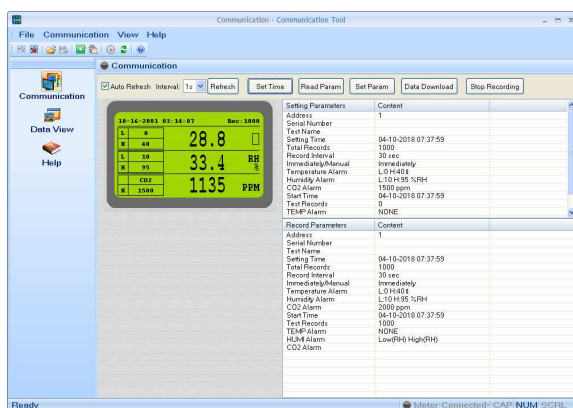 Communication - Communication Tool
File Communication View Help
Communication
Communication
Data View
Help
Auto Refresh Interval: 1s Refresh Set Time Read Param Set Param Data Download Stop Recording
10-16-2081 03:14:07 Rec:1000
L 0
H 40
28.8
L 10
H 95
33.4 RH %
CO2
H 1500
1135 PPM
Setting Parameters Content
Address 1
Serial Number
Test Name
Setting Time 04-10-2018 07:37:59
Total Records 1000
Record Interval 30 sec
Immediately/Manual Immediately
Temperature Alarm L:0 H:40
Humidity Alarm L:10 H:95 %RH
CO2 Alarm 1500 ppm
Start Time 04-10-2018 07:37:59
Test Records 0
TEMP Alarm NONE
Record Parameters Content
Address 1
Serial Number
Test Name
Setting Time 04-10-2018 07:37:59
Total Records 1000
Record Interval 30 sec
Immediately/Manual Immediately
Temperature Alarm L:0 H:40
Humidity Alarm L:10 H:95 %RH
CO2 Alarm 2000 ppm
Start Time 04-10-2018 07:37:59
Test Records 1000
TEMP Alarm NONE
HUMI Alarm Low(RH) High(RH)
CO2 Alarm
Ready Meter:Connected- CAP NUM SCRL